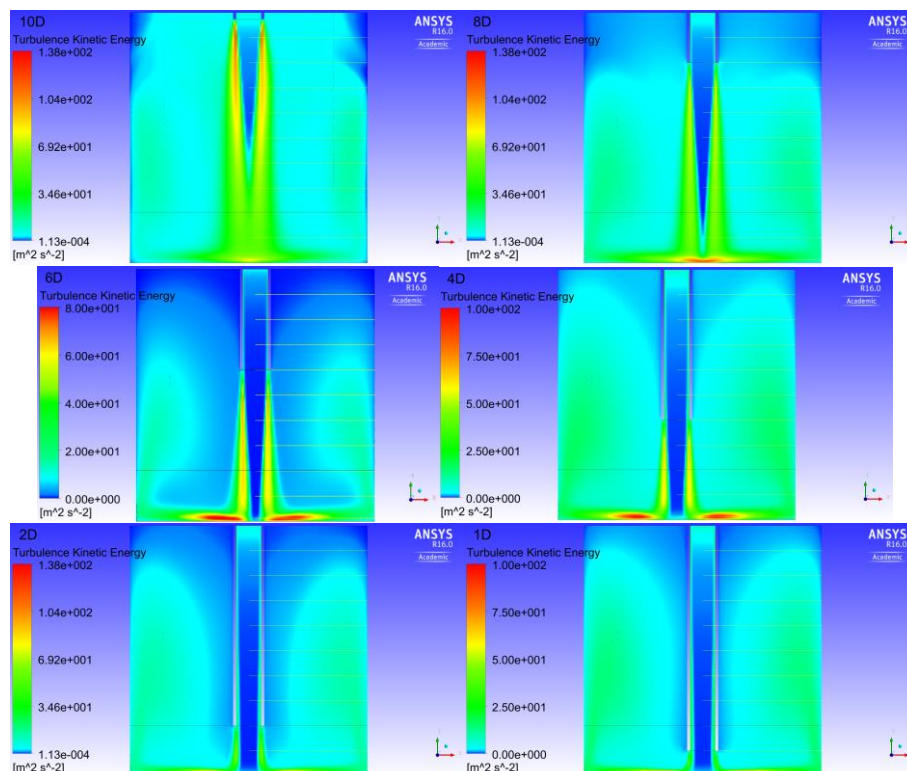 10D
Turbulence Kinetic Energy
1.38e+002
1.04e+002
6.92e+001
3.46e+001
1.13e-004
[m^2 s^-2]
ANSYS
R16.0
Academic
8D
Turbulence Kinetic Energy
1.38e+002
1.04e+002
6.92e+001
3.46e+001
1.13e-004
[m^2 s^-2]
ANSYS
R16.0
Academic
6D
Turbulence Kinetic Energy
8.00e+001
6.00e+001
4.00e+001
2.00e+001
0.00e+000
[m^2 s^-2]
ANSYS
R16.0
Academic
4D
Turbulence Kinetic Energy
1.00e+002
7.50e+001
5.00e+001
2.50e+001
0.00e+000
[m^2 s^-2]
ANSYS
R16.0
Academic
2D
Turbulence Kinetic Energy
1.38e+002
1.04e+002
6.92e+001
3.46e+001
1.13e-004
[m^2 s^-2]
ANSYS
R16.0
Academic
1D
Turbulence Kinetic Energy
1.00e+002
7.50e+001
5.00e+001
2.50e+001
0.00e+000
[m^2 s^-2]
ANSYS
R16.0
Academic